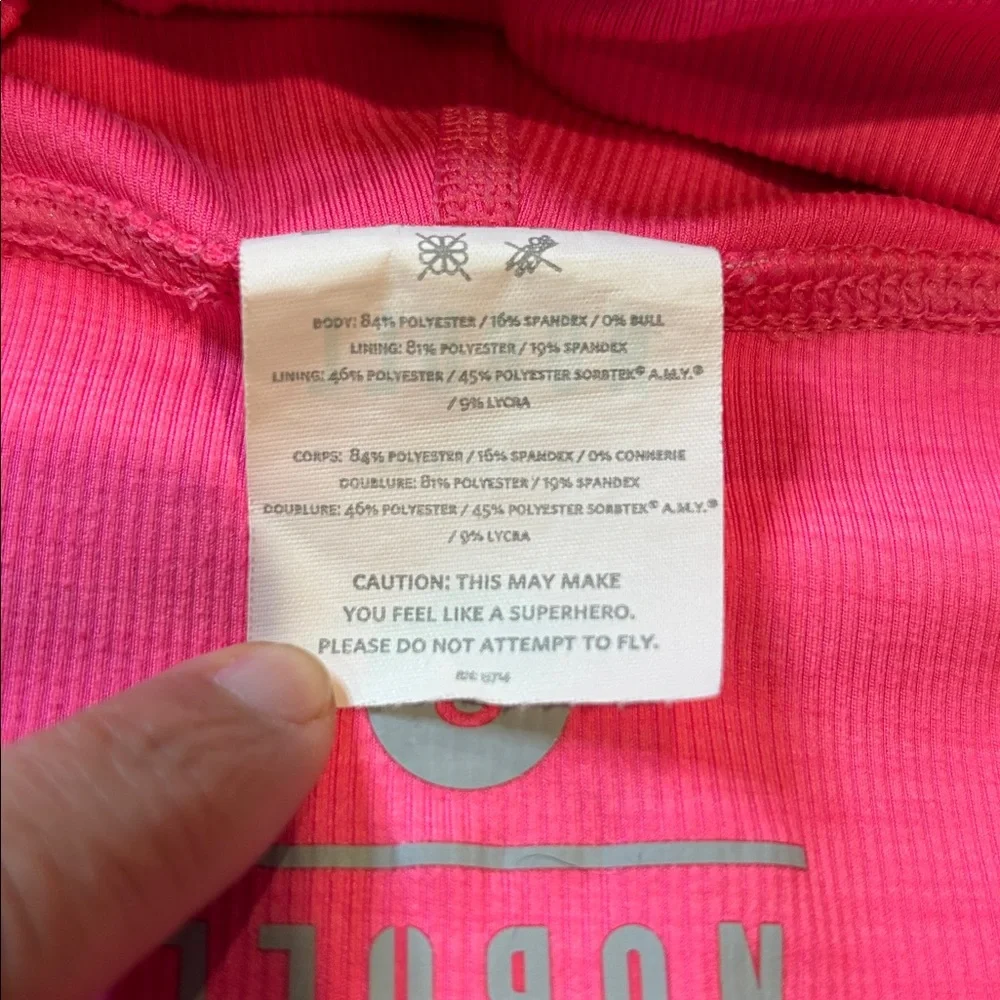 BODY: 84% POLYESTER / 16% SPANDEX / 0% BULL
LINING: 81% POLYESTER / 19% SPANDEX
LINING: 46% POLYESTER / 45% POLYESTER SORBTEK® A.M.Y.®
/ 9% LYCRA
CORPS: 84% POLYESTER / 16% SPANDEX / 0% CONNERIE
DOUBLURE: 81% POLYESTER / 19% SPANDEX
DOUBLURE: 46% POLYESTER / 45% POLYESTER SORBTEK® A.M.Y.®
/ 9% LYCRA
CAUTION: THIS MAY MAKE
YOU FEEL LIKE A SUPERHERO.
PLEASE DO NOT ATTEMPT TO FLY.